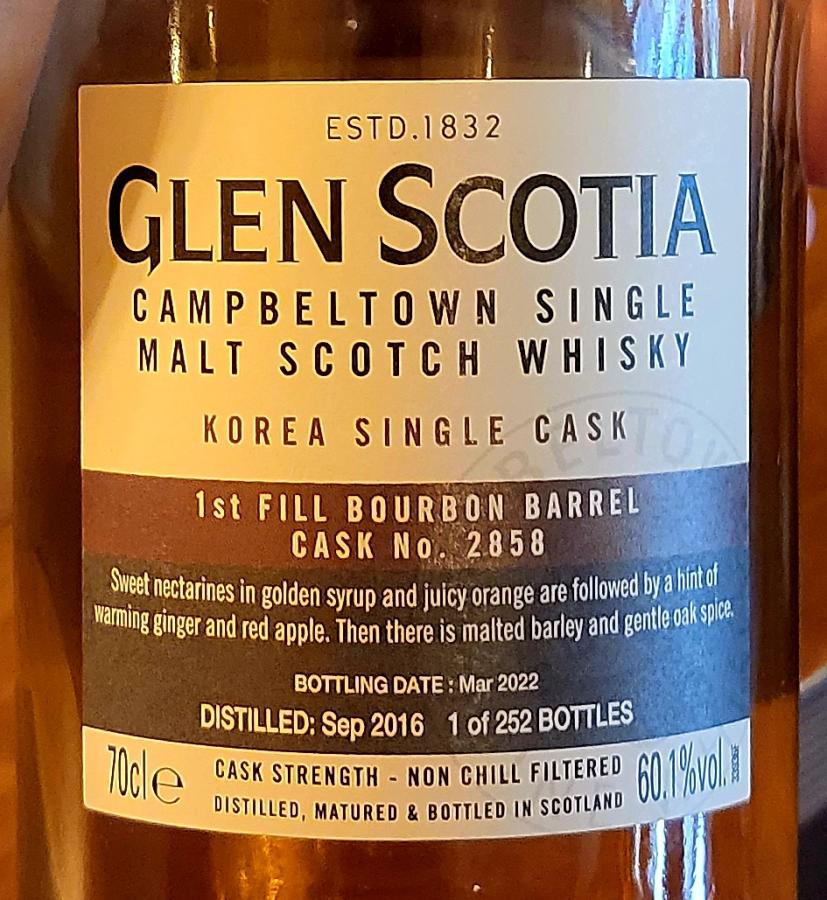 ESTD.1832
GLEN SCOTIA
CAMPBELTOWN SINGLE
MALT SCOTCH WHISKY
KOREA SINGLE CASK
1st FILL BOURBON BARREL
CASK No. 2858
Sweet nectarines in golden syrup and juicy orange are followed by a hint of
warming ginger and red apple. Then there is malted barley and gentle oak spice.
BOTTLING DATE : Mar 2022
DISTILLED: Sep 2016 1 of 252 BOTTLES
70cl e CASK STRENGTH - NON CHILL FILTERED 60.1%vol.
DISTILLED, MATURED & BOTTLED IN SCOTLAND